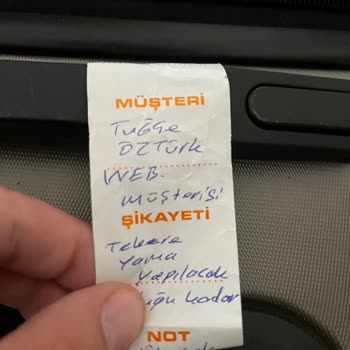 MÜŞTERİ
Tuğçe
ÖZTürk
WEB.
müşterisi
ŞİKAYETİ
Tekere
yama
yapılacak
kadar
NOT